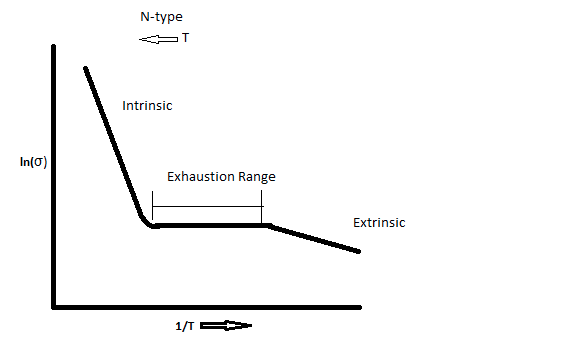 N-type
T
Intrinsic
ln(σ)
Exhaustion Range
Extrinsic
1/T